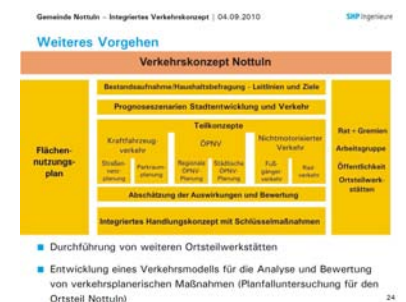 Gemeinde Nottuln – Integriertes Verkehrskonzept | 04.09.2010
SHP Ingenieure
Weiteres Vorgehen
Verkehrskonzept Nottuln
Flächen-
nutzungs-
plan
Bestandsaufnahme/Haushaltsbefragung - Leitlinien und Ziele
Prognoseszenarien Stadtentwicklung und Verkehr
Teilkonzepte
Kraftfahrzeug-
verkehr
Straßen-
netz-
planung
Parkraum-
planung
ÖPNV
Regionale
ÖPNV-
Planung
Städtische
ÖPNV-
Planung
Nichtmotorisierter
Verkehr
Fuß
gänger
verkehr
Rad
verkehr
Abschätzung der Auswirkungen und Bewertung
Integriertes Handlungskonzept mit Schlüsselmaßnahmen
Rat + Gremien
Arbeitsgruppe
Öffentlichkeit
Ortsteilwerk-
stätten
Durchführung von weiteren Ortsteilwerkstätten
Entwicklung eines Verkehrsmodells für die Analyse und Bewertung
von verkehrsplanerischen Maßnahmen (Planfalluntersuchung für den
Ortsteil Nottuln)
24